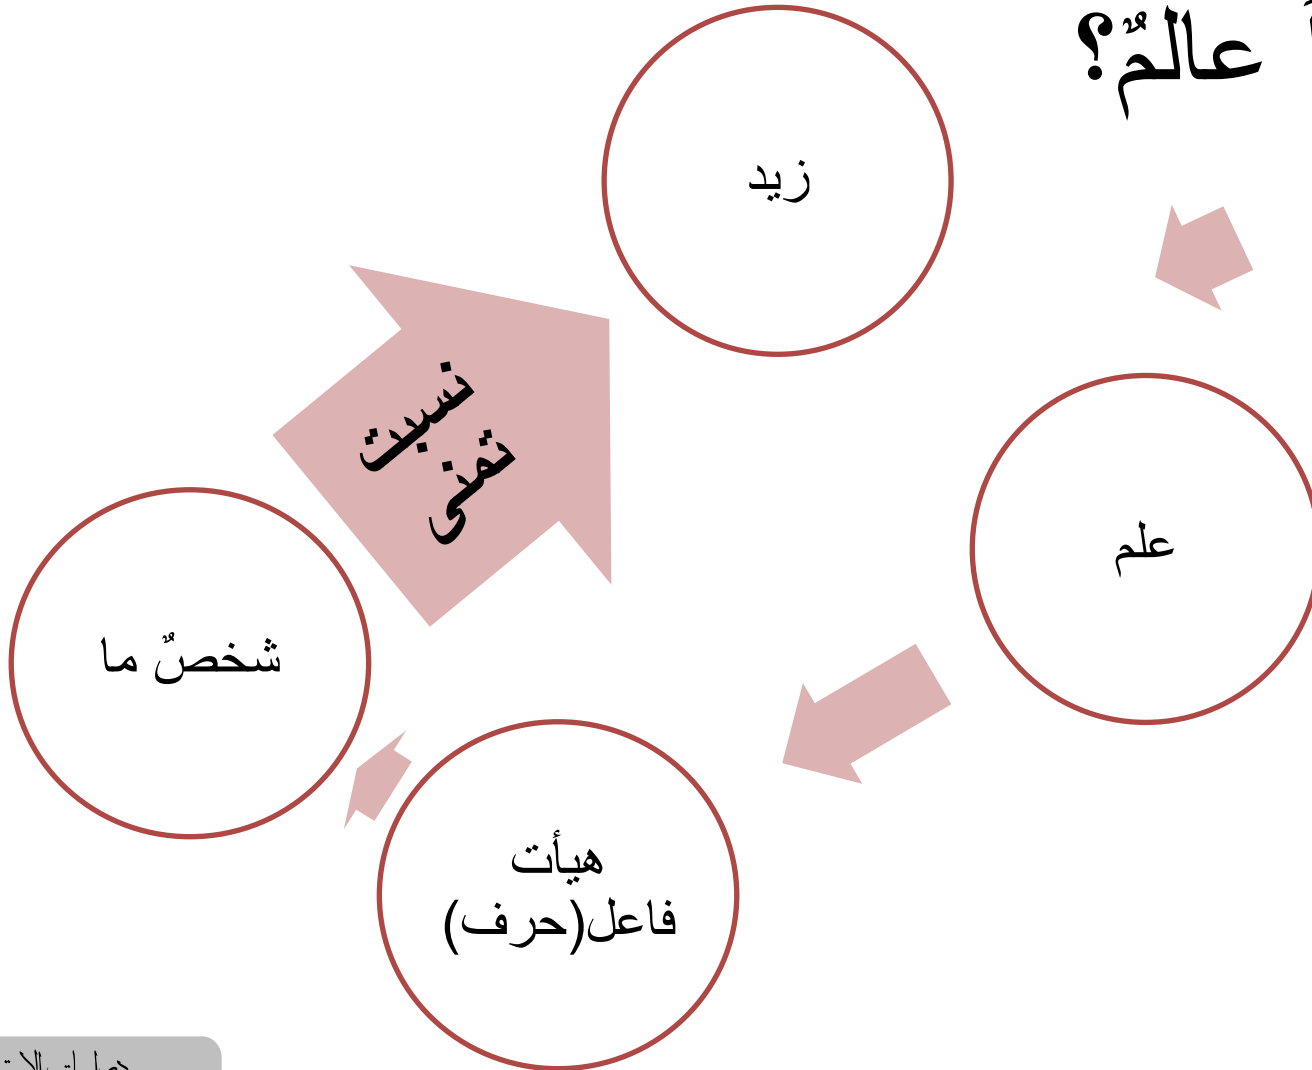 عالمٌ؟
زيد
علم
نسبت
تمنی
شخصٌ ما
هيأت
فاعل(حرف)